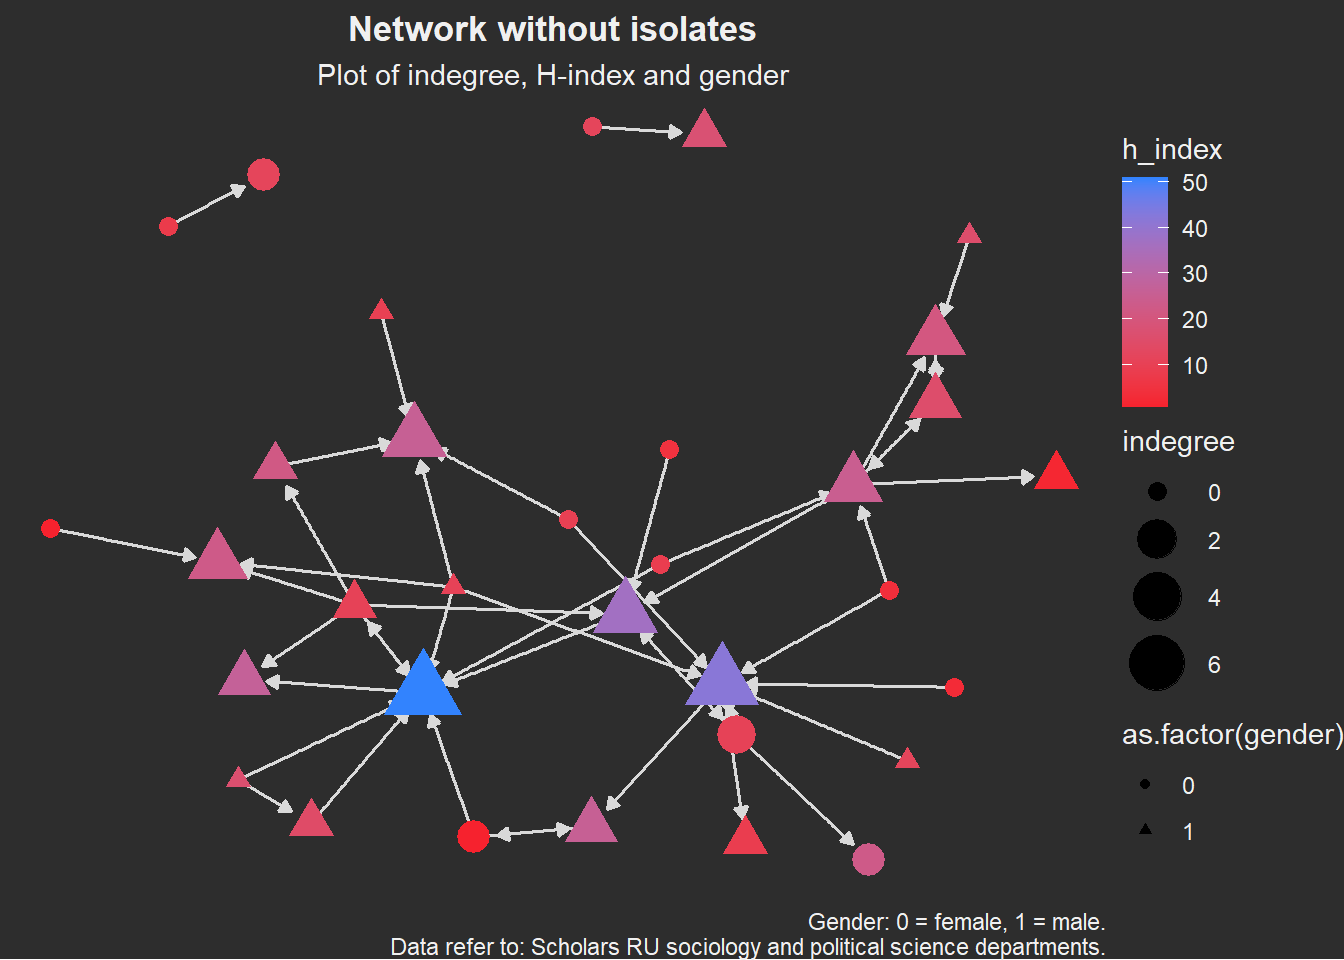 Network without isolates
Plot of indegree, H-index and gender
h_index
50
40
30
20
10
indegree
0
2
4
6
as.factor(gender)
0
1
Gender: 0 = female, 1 = male.
Data refer to: Scholars RU sociology and political science departments.